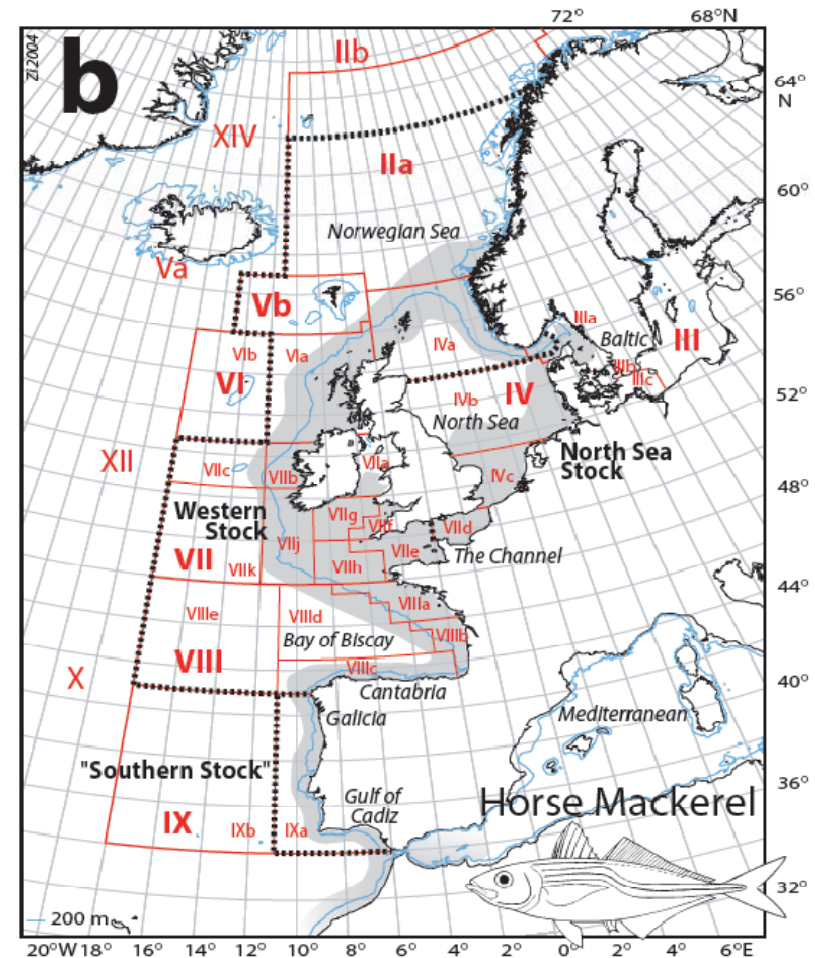 72° 68°N
ZI2004
b
IIb
64°
N
XIV
IIa
60°
Norwegian Sea
Va
Vb
56°
IIIa
III
VIb
VIa
IVa
Baltic
IIIb
IIIc
VI
IVb
IV
52°
North Sea
XII
VIIc
VIIb
VIIa
North Sea
Stock
IVc
48°
Western
Stock
VIIg
VIIf
VIId
VIIj
VIIe
The Channel
VII
VIIk
VIIh
44°
VIIIe
VIIId
VIIIa
Bay of Biscay
VIIIb
VIII
VIIIc
X
Cantabria
40°
Galicia
Mediterranean
"Southern Stock"
36°
Gulf of
Cadiz
Horse Mackerel
IX
IXb
IXa
32°
200 m
20°W 18° 16° 14° 12° 10° 8° 6° 4° 2° 0° 2° 4° 6°E